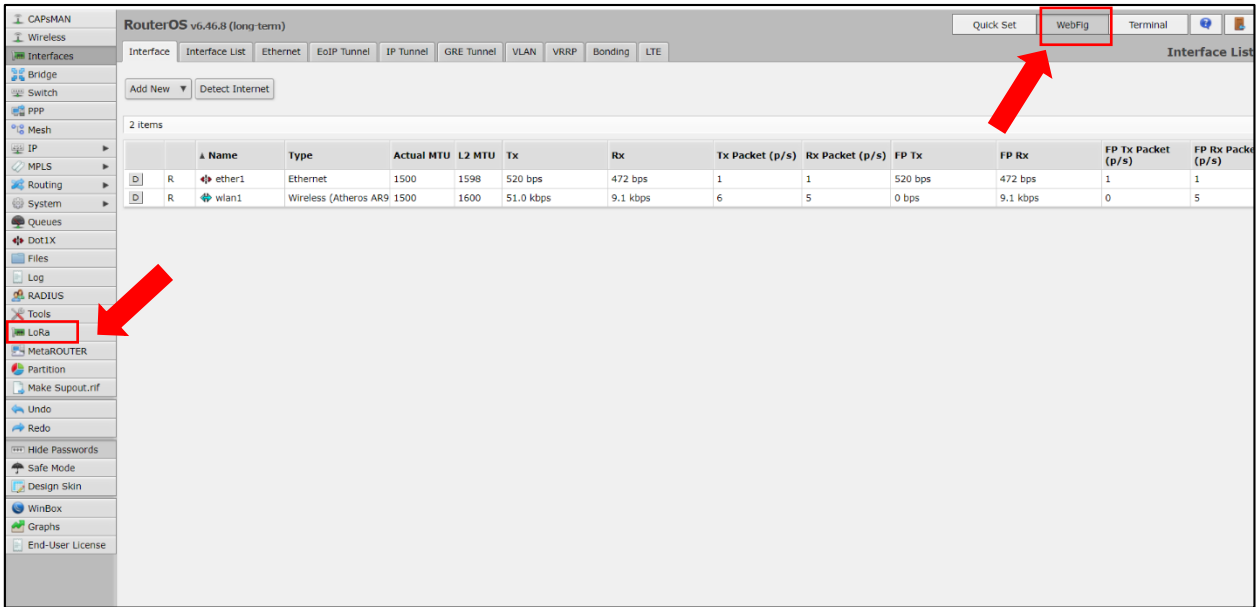 CAPsMAN
Wireless
Interfaces
Bridge
Switch
PPP
Mesh
IP
MPLS
Routing
System
Queues
Dot1X
Files
Log
RADIUS
Tools
LoRa
MetaROUTER
Partition
Make Supout.rif
Undo
Redo
Hide Passwords
Safe Mode
Design Skin
WinBox
Graphs
End-User License
RouterOS v6.46.8 (long-term)
Quick Set WebFig Terminal
Interface Interface List Ethernet EoIP Tunnel IP Tunnel GRE Tunnel VLAN VRRP Bonding LTE Interface List
Add New ▼ Detect Internet
2 items
▲ Name Type Actual MTU L2 MTU Tx Rx Tx Packet (p/s) Rx Packet (p/s) FP Tx FP Rx FP Tx Packet (p/s) FP Rx Packe (p/s)
D R ether1 Ethernet 1500 1598 520 bps 472 bps 1 1 520 bps 472 bps 1 1
D R wlan1 Wireless (Atheros AR9 1500 1600 51.0 kbps 9.1 kbps 6 5 0 bps 9.1 kbps 0 5